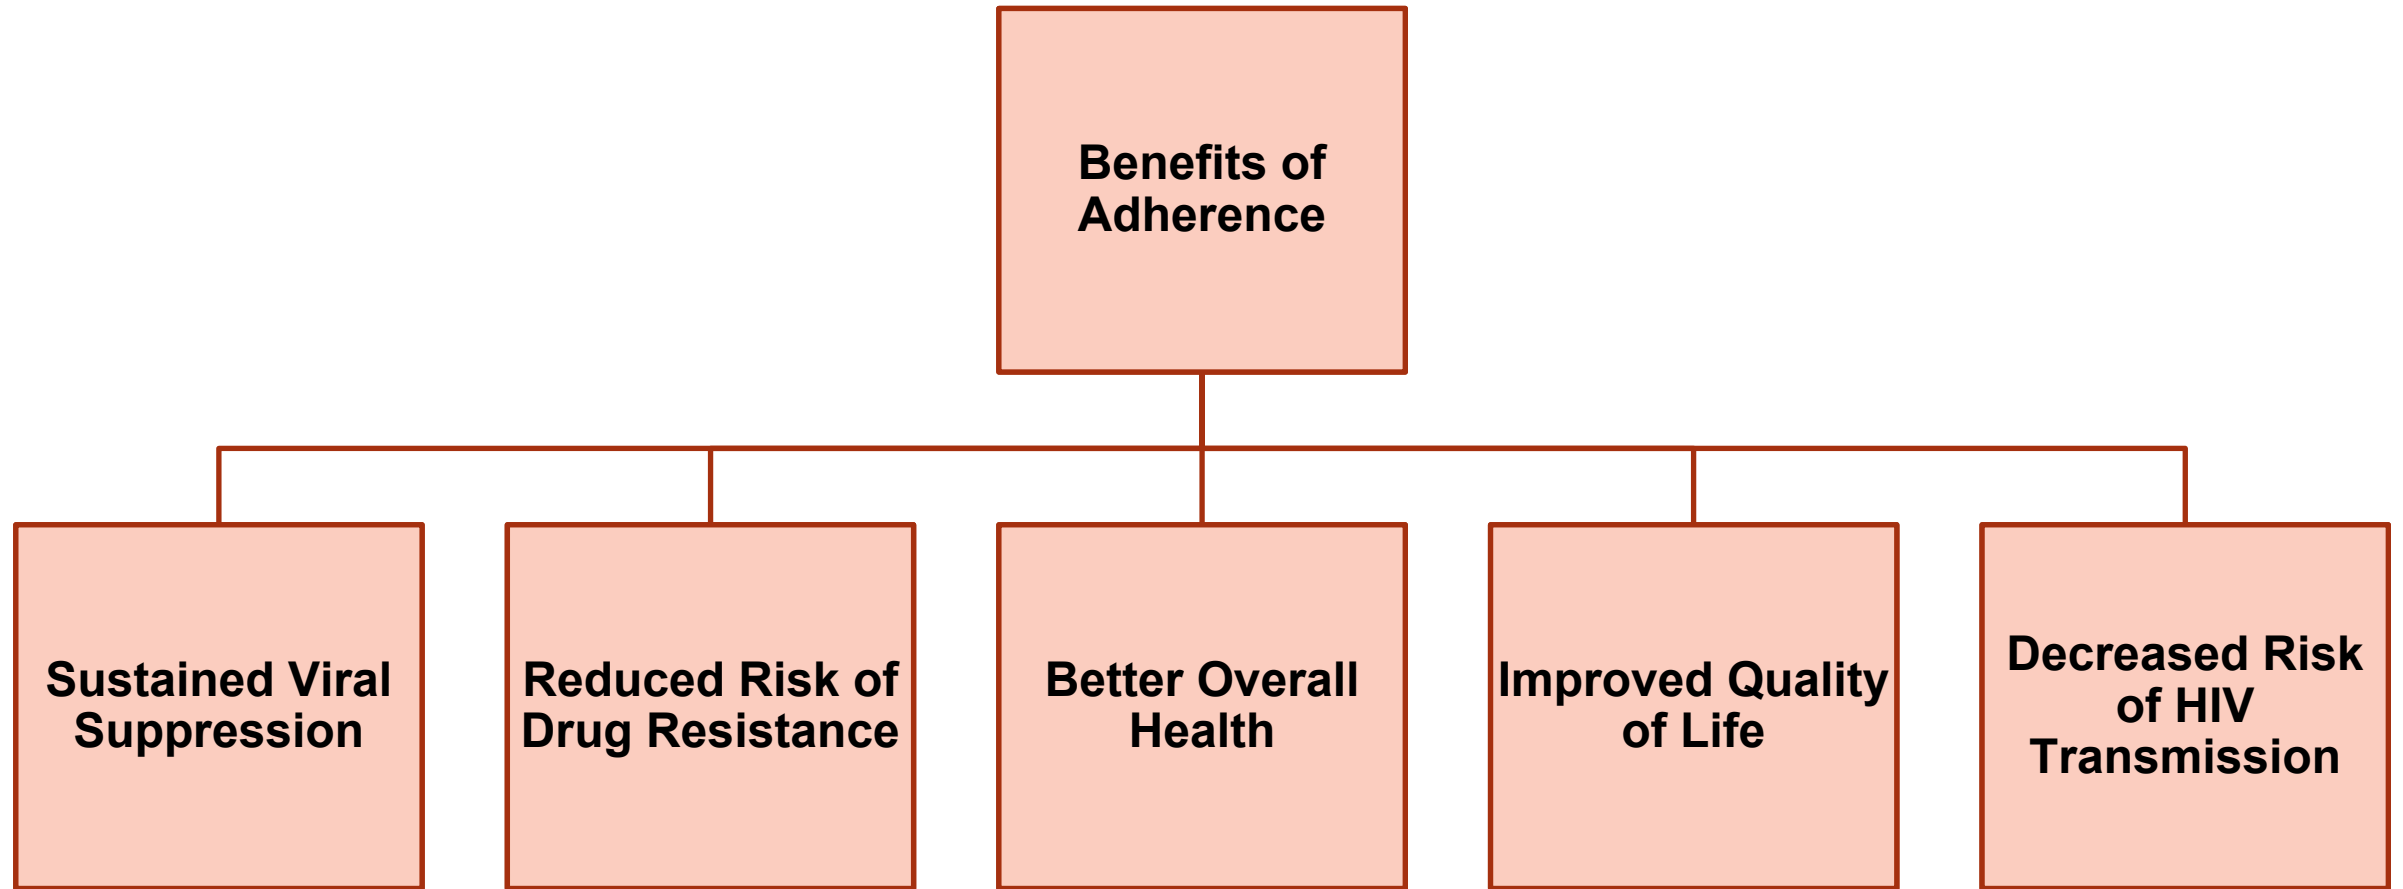 Benefits of
Adherence
Sustained Viral
Suppression
Reduced Risk of
Drug Resistance
Better Overall
Health
Improved Quality
of Life
Decreased Risk
of HIV
Transmission